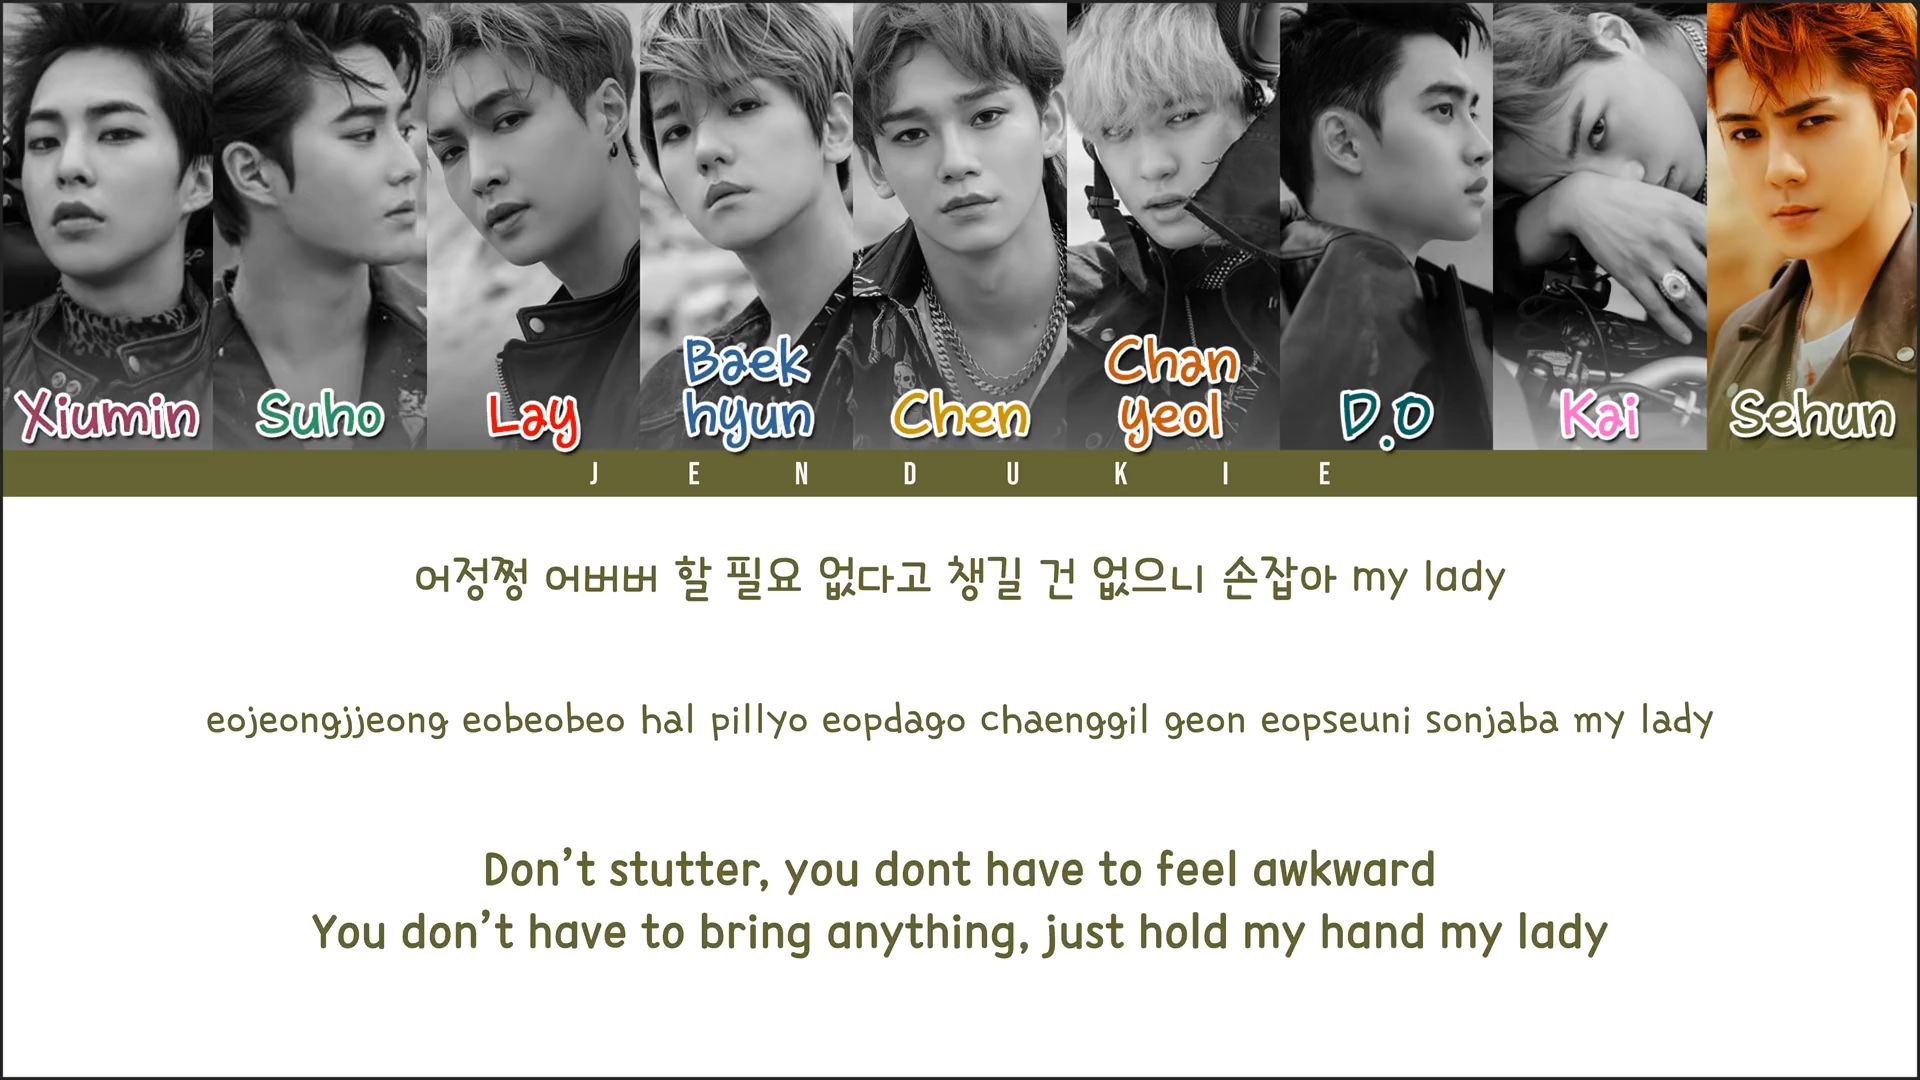 Xiumin
Suho
Lay
Baek
hyun
Chen
Chan
yeol
D.O
Kai
Sehun
JENDUKIE
어정쩡 어버버 할 필요 없다고 챙길 건 없으니 손잡아 my lady
eojeongjjeong eobeobeo hal pillyo eopdago chaenggil geon eopseuni sonjaba my lady
Don’t stutter, you dont have to feel awkward
You don’t have to bring anything, just hold my hand my lady